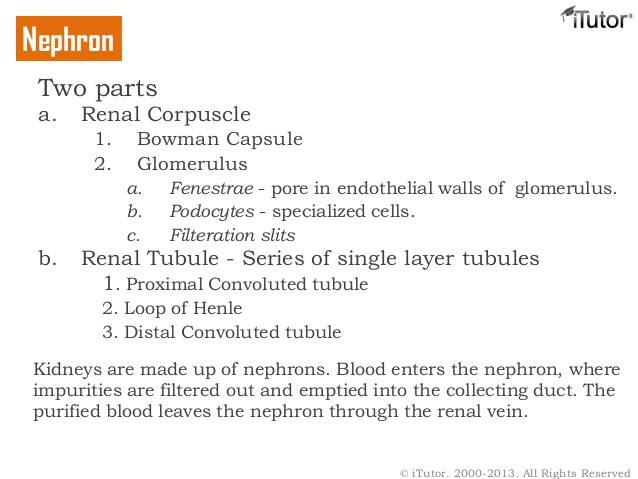 Nephron
iTutor®
Two parts
a. Renal Corpuscle
1. Bowman Capsule
2. Glomerulus
a. Fenestrae - pore in endothelial walls of glomerulus.
b. Podocytes - specialized cells.
c. Filteration slits
b. Renal Tubule - Series of single layer tubules
1. Proximal Convoluted tubule
2. Loop of Henle
3. Distal Convoluted tubule
Kidneys are made up of nephrons. Blood enters the nephron, where
impurities are filtered out and emptied into the collecting duct. The
purified blood leaves the nephron through the renal vein.
© iTutor. 2000-2013. All Rights Reserved